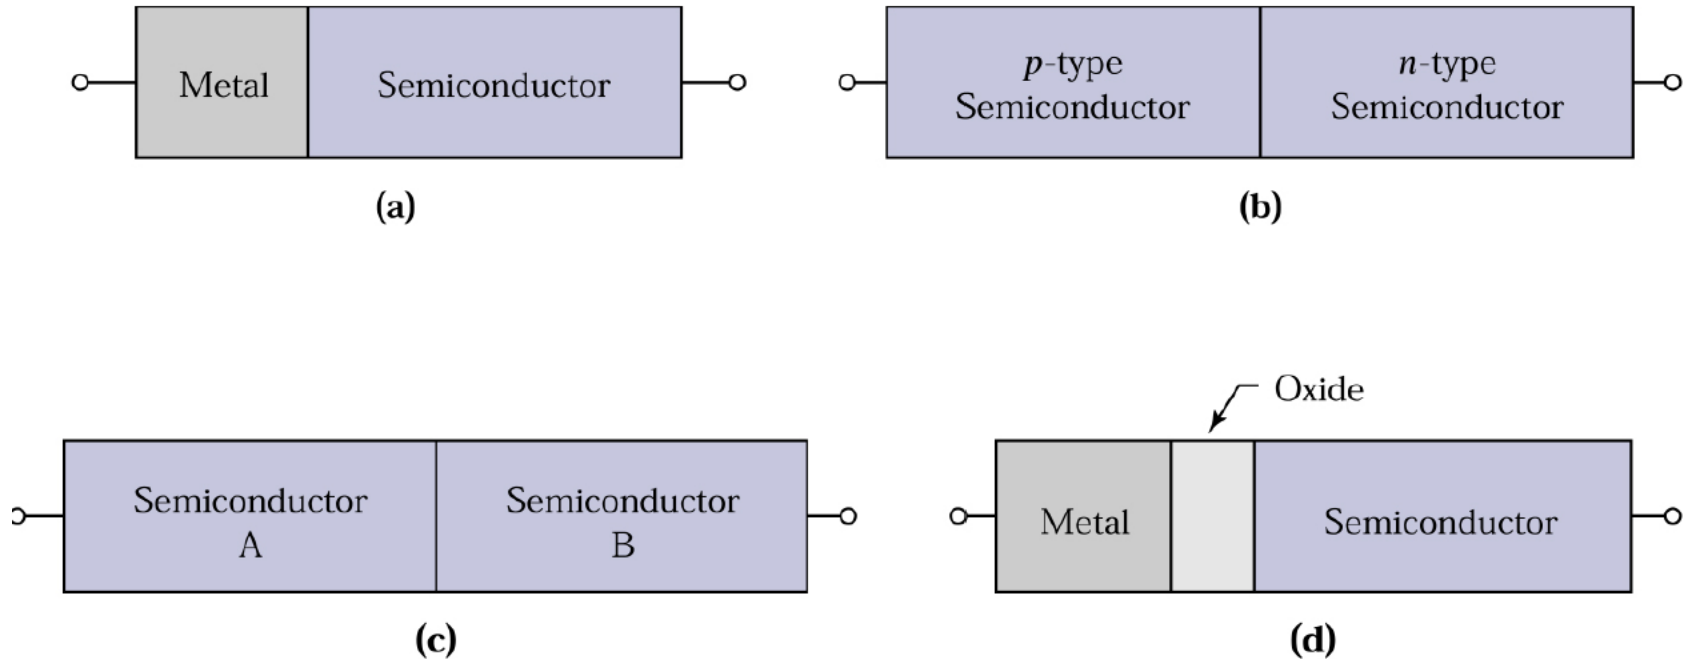 Metal
Semiconductor
p-type
Semiconductor
n-type
Semiconductor
(a)
(b)
Oxide
Semiconductor
A
Semiconductor
B
Metal
Semiconductor
(c)
(d)